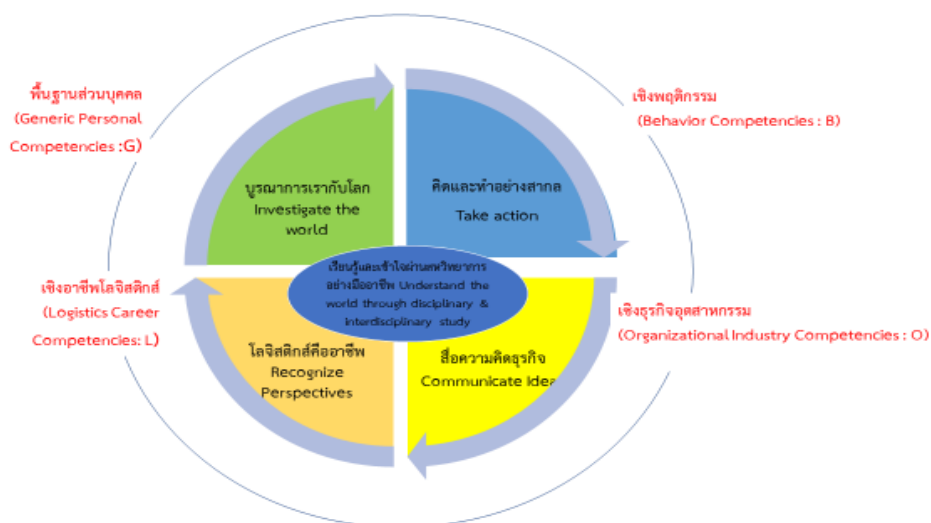 พื้นฐานส่วนบุคคล
(Generic Personal
Competencies :G)
เชิงพฤติกรรม
(Behavior Competencies : B)
บูรณาการเรากับโลก
Investigate the
world
คิดและทำอย่างสากล
Take action
เรียนรู้และเข้าใจผ่านสหวิทยาการ
อย่างมืออาชีพ Understand the
world through disciplinary &
interdisciplinary study
เชิงอาชีพโลจิสติกส์
(Logistics Career
Competencies: L)
เชิงธุรกิจอุตสาหกรรม
(Organizational Industry Competencies : O)
โลจิสติกส์คืออาชีพ
Recognize
Perspectives
สื่อความคิดธุรกิจ
Communicate Idea